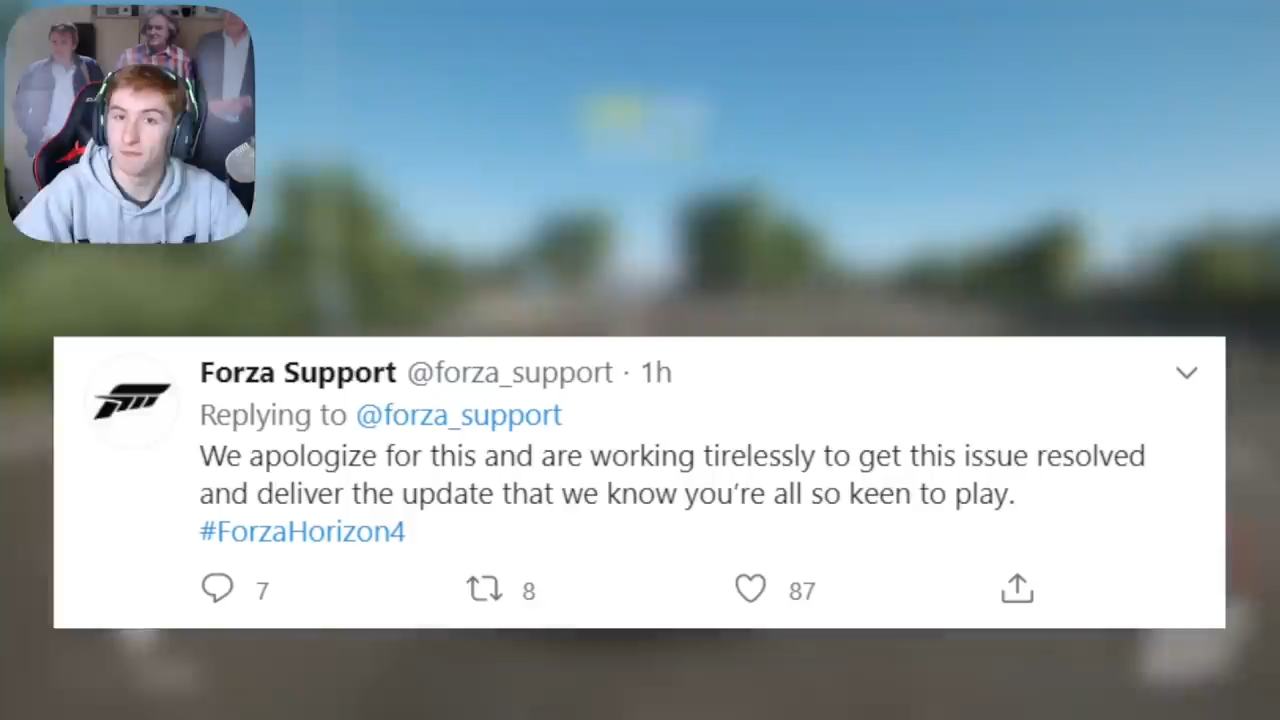 Forza Support @forza_support · 1h
Replying to @forza_support
We apologize for this and are working tirelessly to get this issue resolved
and deliver the update that we know you’re all so keen to play.
#ForzaHorizon4
7 8 87